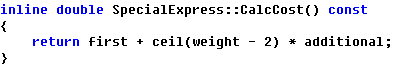 inline double SpecialExpress::CalcCost() const
{
    return first + ceil(weight - 2) * additional;
}